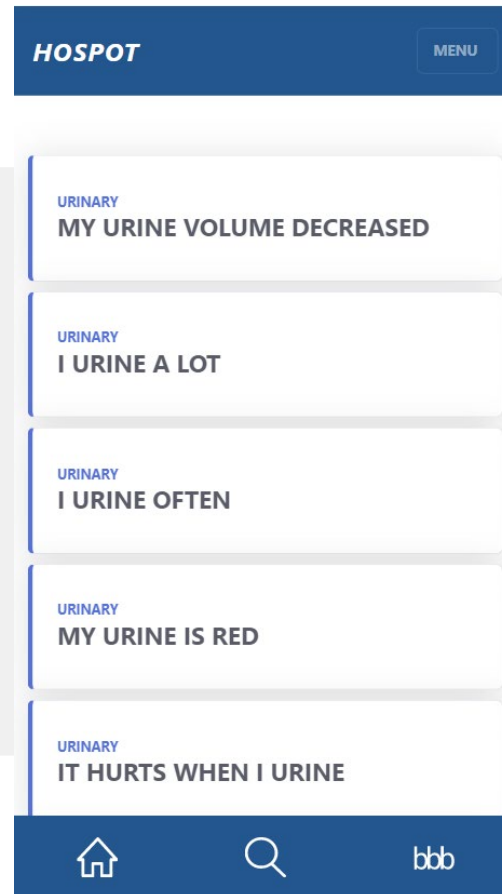 HOSPOT
MENU
URINARY
MY URINE VOLUME DECREASED
URINARY
I URINE A LOT
URINARY
I URINE OFTEN
URINARY
MY URINE IS RED
URINARY
IT HURTS WHEN I URINE
bbb